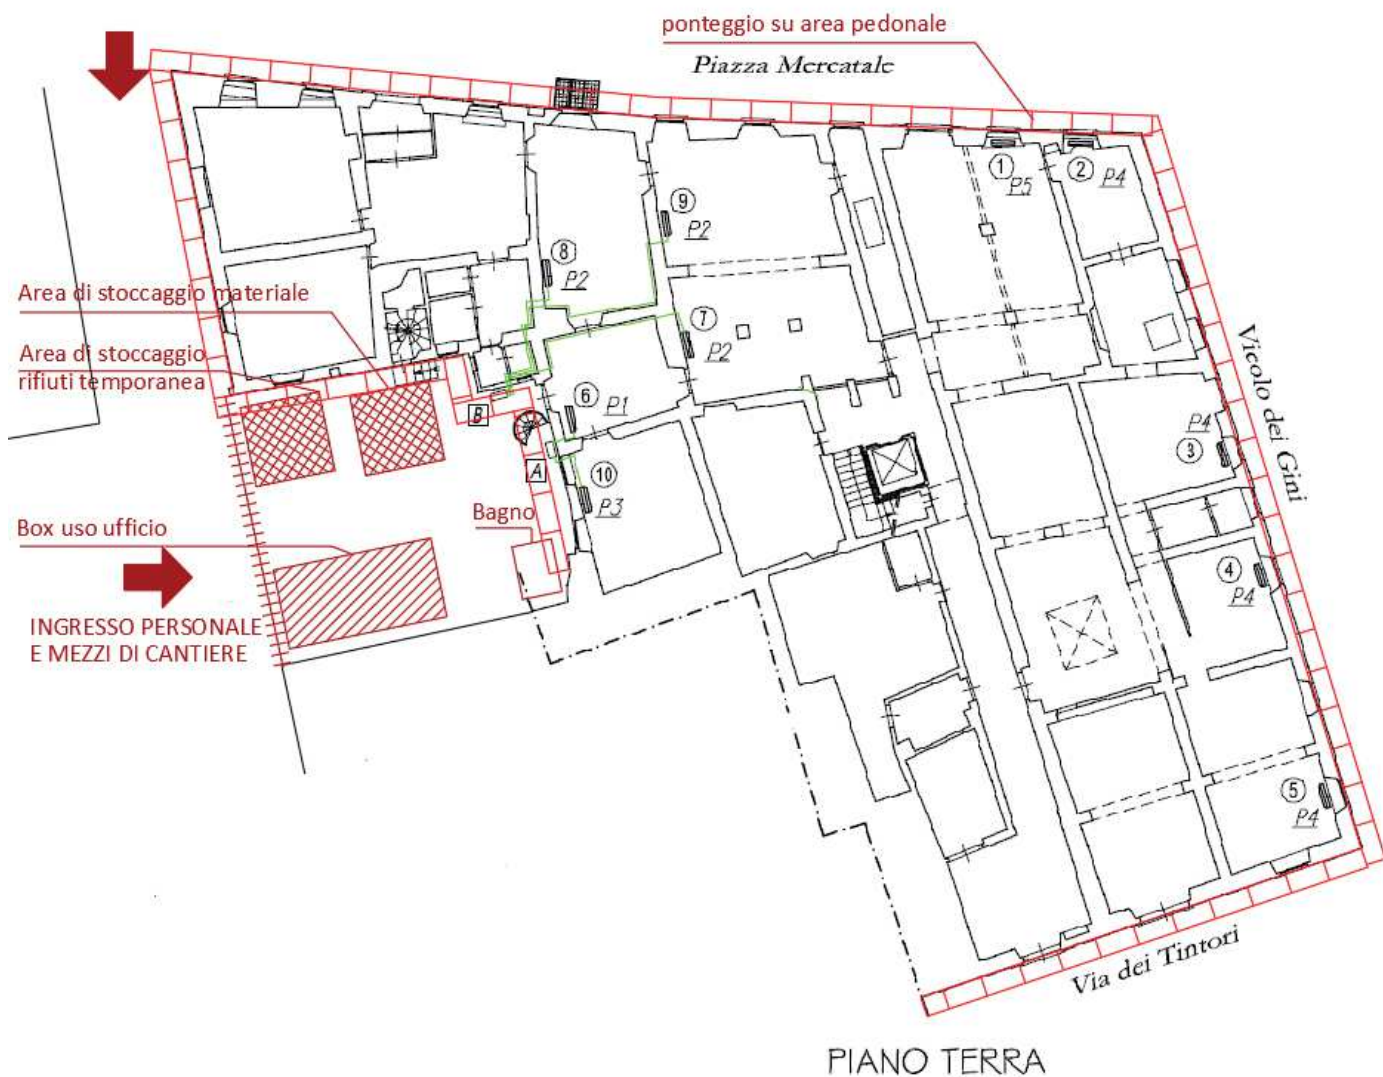 ponteggio su area pedonale
Piazza Mercatale
1
P5
2
P4
9
P2
8
P2
Area di stoccaggio materiale
7
P2
Area di stoccaggio
rifiuti temporanea
Vicolo dei Gini
6
P1
B
P4
3
A
10
P3
Bagno
Box uso ufficio
4
P4
INGRESSO PERSONALE
E MEZZI DI CANTIERE
5
P4
Via dei Tintori
PIANO TERRA